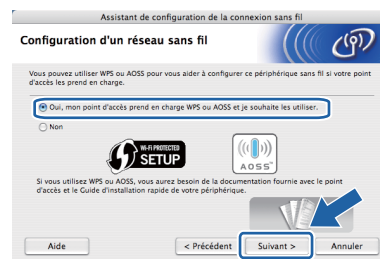 Assistant de configuration de la connexion sans fil
Configuration d'un réseau sans fil
Vous pouvez utiliser WPS ou AOSS pour vous aider à configurer ce périphérique sans fil si votre point
d'accès les prend en charge.
Oui, mon point d'accès prend en charge WPS ou AOSS et je souhaite les utiliser.
Non
WI-FI PROTECTED
SETUP
AOSS
Si vous utilisez WPS ou AOSS, vous aurez besoin de la documentation fournie avec le point
d'accès et le Guide d'installation rapide de votre périphérique.
Aide
< Précédent
Suivant >
Annuler